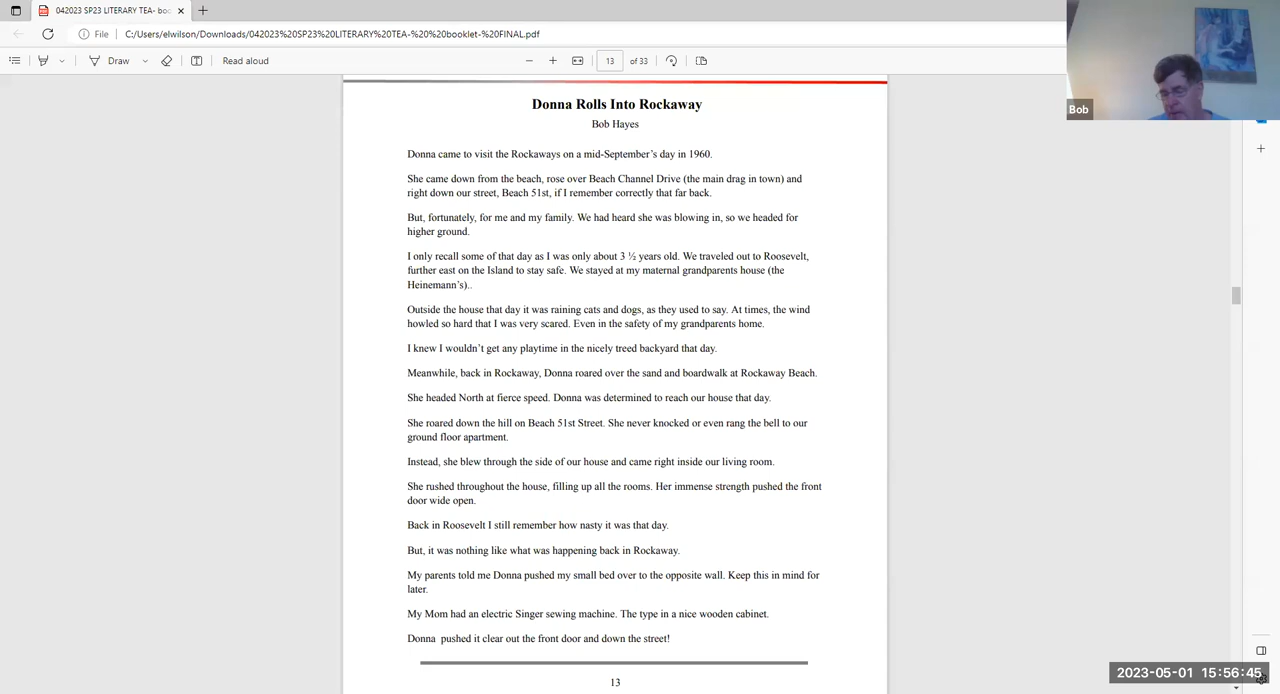 042023 SP23 LITERARY TEA- bo
File
C:/Users/elwilson/Downloads/042023%20SP23%20LITERARY%20TEA-%20%20booklet-%20FINAL.pdf
Draw
Read aloud
13
of 33
Bob
Donna Rolls Into Rockaway
Bob Hayes
Donna came to visit the Rockaways on a mid-September’s day in 1960.
She came down from the beach, rose over Beach Channel Drive (the main drag in town) and
right down our street, Beach 51st, if I remember correctly that far back.
But, fortunately, for me and my family. We had heard she was blowing in, so we headed for
higher ground.
I only recall some of that day as I was only about 3 ½ years old. We traveled out to Roosevelt,
further east on the Island to stay safe. We stayed at my maternal grandparents house (the
Heinemann’s)..
Outside the house that day it was raining cats and dogs, as they used to say. At times, the wind
howled so hard that I was very scared. Even in the safety of my grandparents home.
I knew I wouldn’t get any playtime in the nicely treed backyard that day.
Meanwhile, back in Rockaway, Donna roared over the sand and boardwalk at Rockaway Beach.
She headed North at fierce speed. Donna was determined to reach our house that day.
She roared down the hill on Beach 51st Street. She never knocked or even rang the bell to our
ground floor apartment.
Instead, she blew through the side of our house and came right inside our living room.
She rushed throughout the house, filling up all the rooms. Her immense strength pushed the front
door wide open.
Back in Roosevelt I still remember how nasty it was that day.
But, it was nothing like what was happening back in Rockaway.
My parents told me Donna pushed my small bed over to the opposite wall. Keep this in mind for
later.
My Mom had an electric Singer sewing machine. The type in a nice wooden cabinet.
Donna  pushed it clear out the front door and down the street!
13
2023-05-01 15:56:45